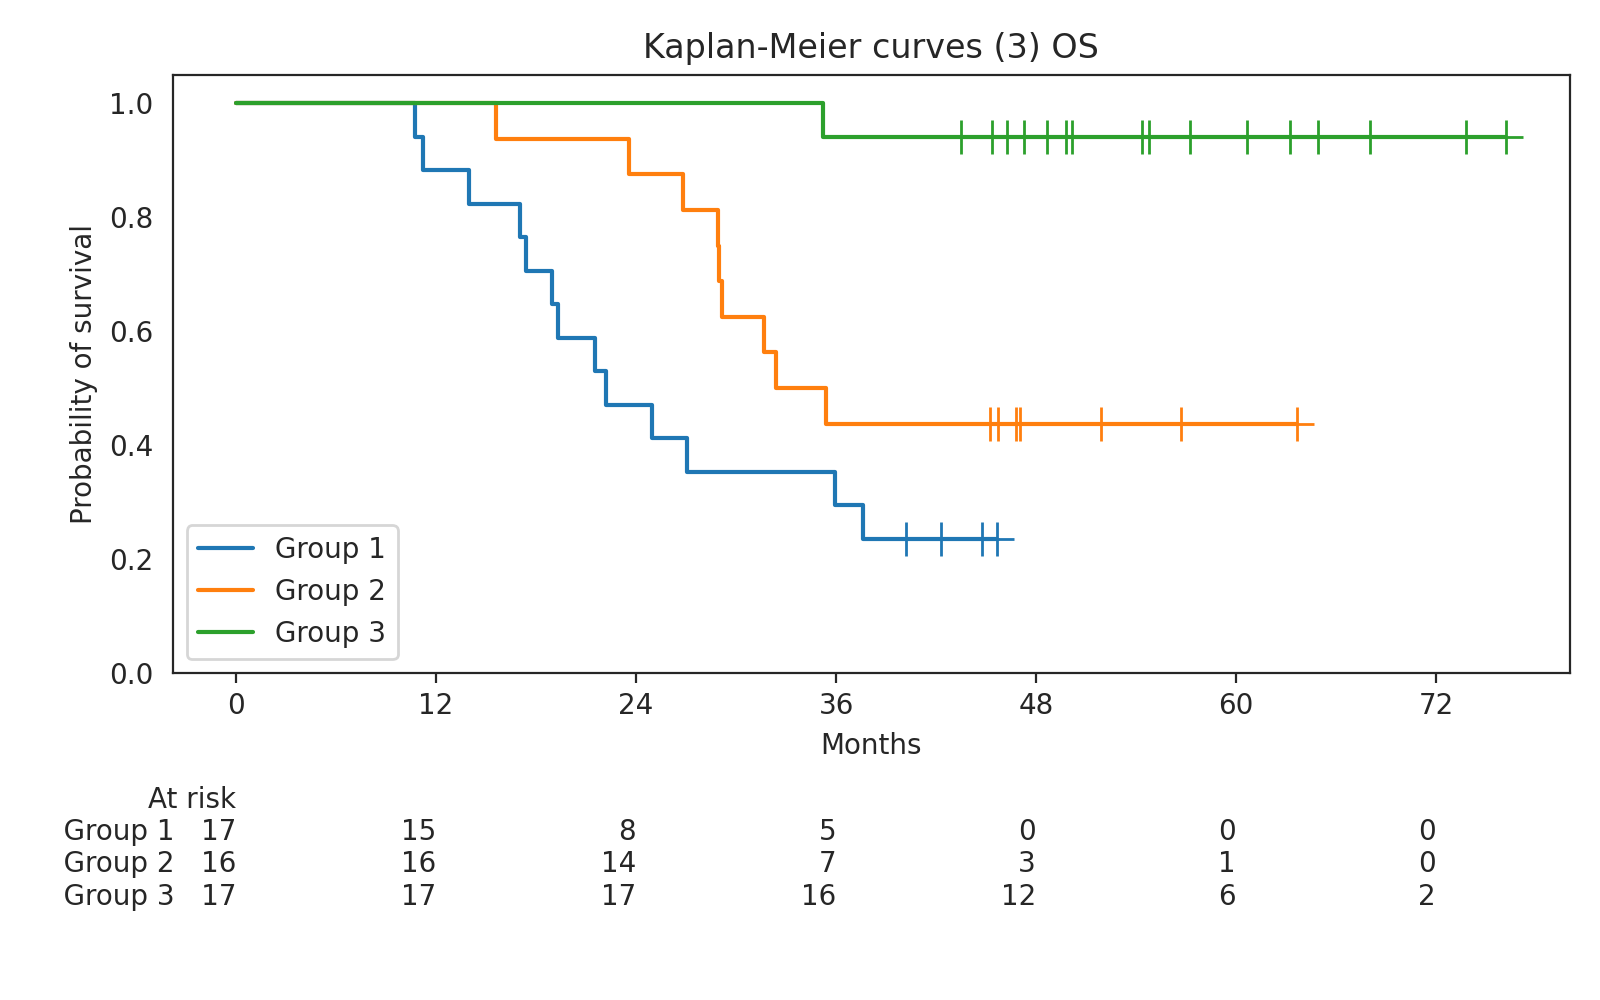 Kaplan-Meier curves (3) OS
1.0
0.8
0.6
0.4
0.2
0.0
Probability of survival
Group 1
Group 2
Group 3
0 12 24 36 48 60 72
Months
At risk
Group 1 17 15 8 5 0 0 0
Group 2 16 16 14 7 3 1 0
Group 3 17 17 17 16 12 6 2